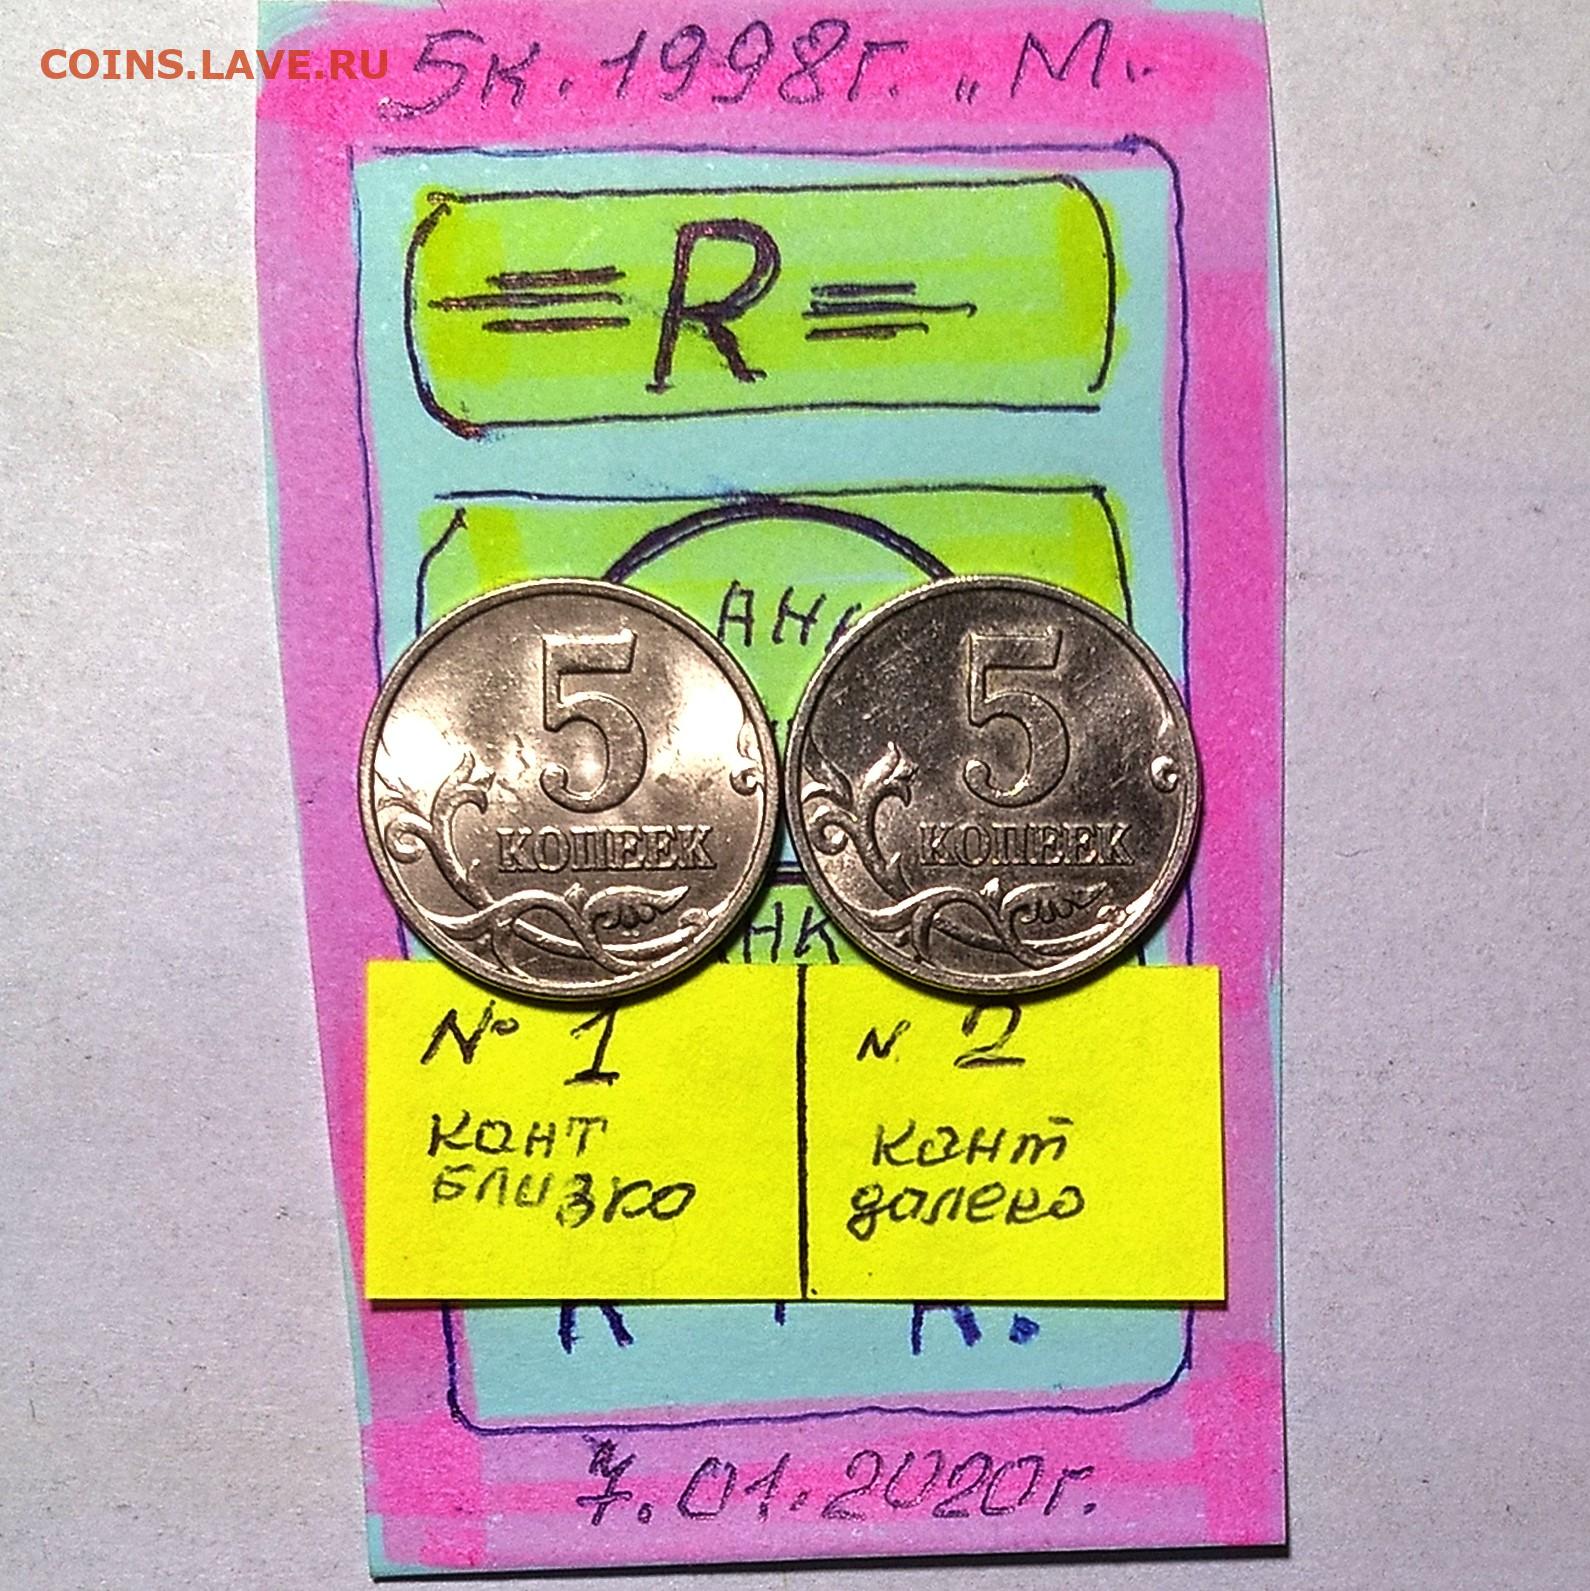 COINS.LAVE.RU
5к. 1998г. „М"
=R=
5 5
КОПЕЕК КОПЕЕК
№ 1
кант
близко
N 2
кант
далеко
7.01.2020г.